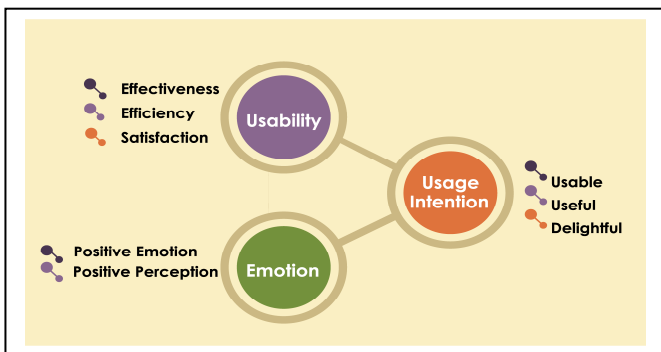 Effectiveness
Efficiency
Satisfaction
Usability
Usage
Intention
Usable
Useful
Delightful
Positive Emotion
Positive Perception
Emotion